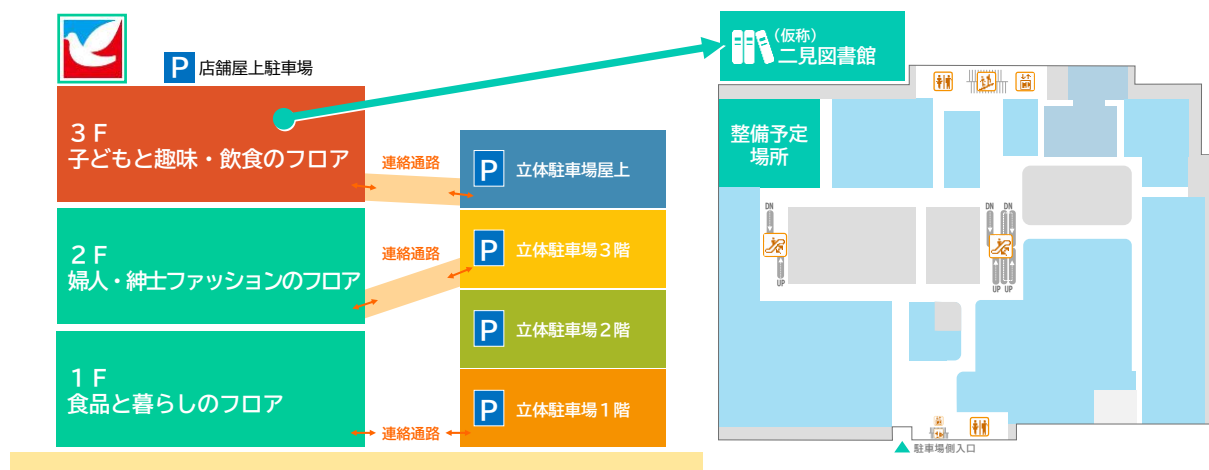 P 店舗屋上駐車場
3F
子どもと趣味・飲食のフロア
連絡通路
P 立体駐車場屋上
2F
婦人・紳士ファッションのフロア
連絡通路
P 立体駐車場3階
P 立体駐車場2階
1F
食品と暮らしのフロア
連絡通路
P 立体駐車場1階
(仮称)
二見図書館
整備予定
場所
DN
UP
DN DN
UP UP
駐車場側入口